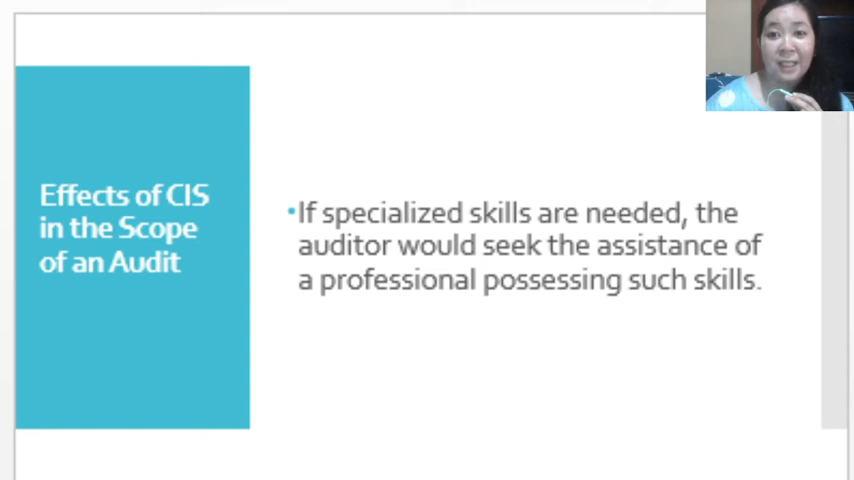 Effects of CIS
in the Scope
of an Audit
•If specialized skills are needed, the
auditor would seek the assistance of
a professional possessing such skills.